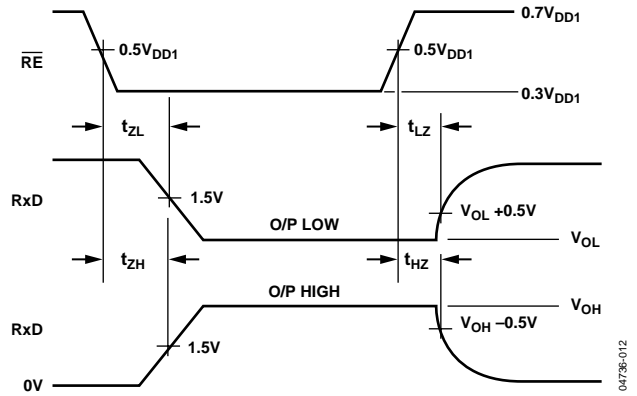 0.7VDD1
RE
0.5VDD1
0.5VDD1
0.3VDD1
tZL
tLZ
RxD
1.5V
VOL +0.5V
O/P LOW
VOL
tZH
tHZ
O/P HIGH
VOH
RxD
VOH –0.5V
1.5V
0V
04736-012